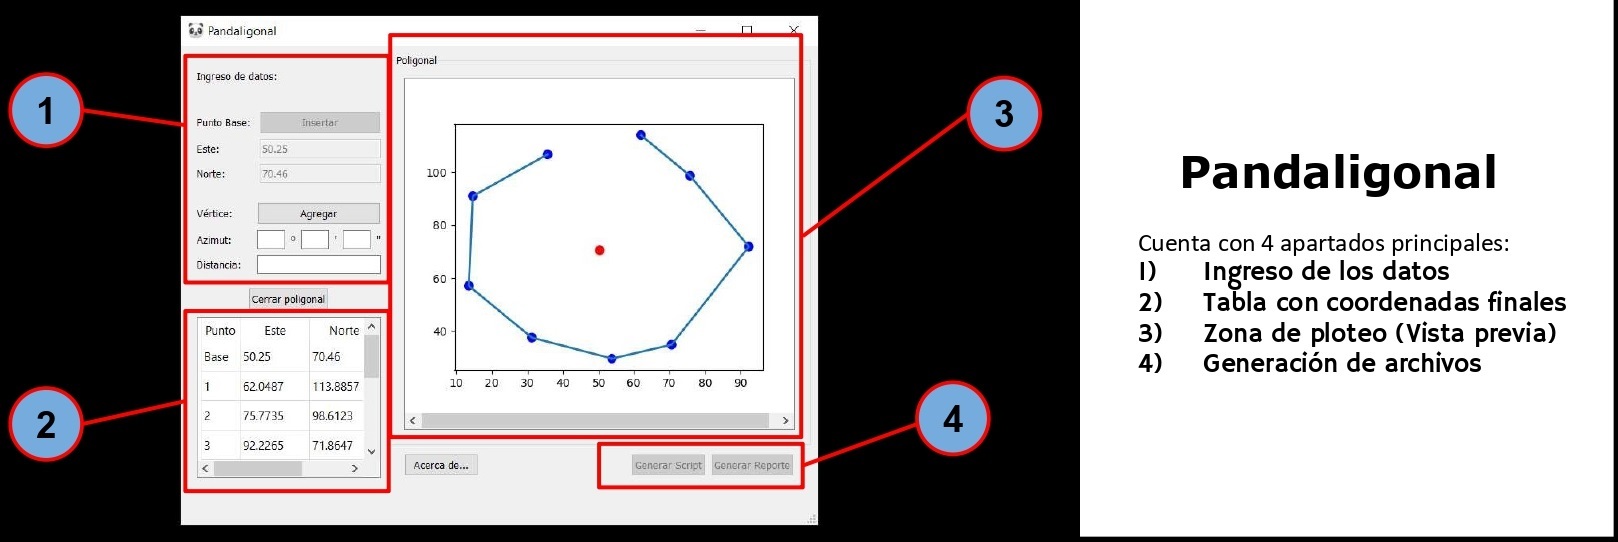 Pandaligonal
1
Ingreso de datos:
Punto Base: Insertar
Este: 50.25
Norte: 70.46
Vértice: Agregar
Azimut: ° ' "
Distancia:
Cerrar poligonal
2
Punto Este Norte
Base 50.25 70.46
1 62.0487 113.8857
2 75.7735 98.6123
3 92.2265 71.8647
Poligonal
3
100
80
60
40
10 20 30 40 50 60 70 80 90
Acerca de...
Generar Script Generar Reporte
4
Pandaligonal
Cuenta con 4 apartados principales:
1) Ingreso de los datos
2) Tabla con coordenadas finales
3) Zona de ploteo (Vista previa)
4) Generación de archivos